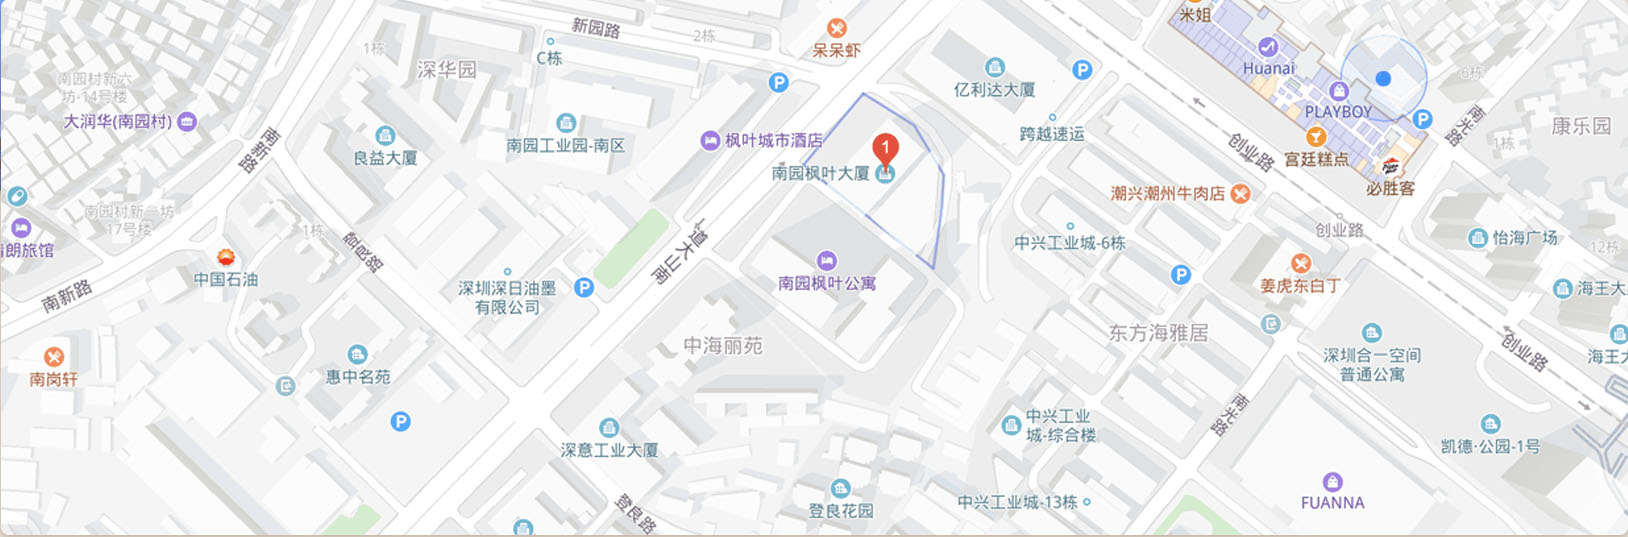 米姐
新园路
1栋
2栋
C栋
呆呆虾
深华园
Huanai
6栋
南园村新六
坊-14号楼
亿利达大厦
PLAYBOY
大润华(南园村)
南新路
良益大厦
南园工业园-南区
枫叶城市酒店
1
跨越速运
创业路
南光路
康乐园
1栋
宫廷糕点
必胜客
南园枫叶大厦
潮兴潮州牛肉店
南园村新一坊
17号楼
1栋
朗旅馆
中国石油
南山大道
中兴工业城-6栋
创业路
怡海广场
12栋
南新路
深圳深日油墨
有限公司
南园枫叶公寓
姜虎东白丁
海王大
中海丽苑
东方海雅居
创业路
南岗轩
惠中名苑
深圳合一空间
普通公寓
海王大
南光路
中兴工业
城-综合楼
深意工业大厦
凯德·公园-1号
登良路
登良花园
中兴工业城-13栋
FUANNA
P
P
P
P
P
P